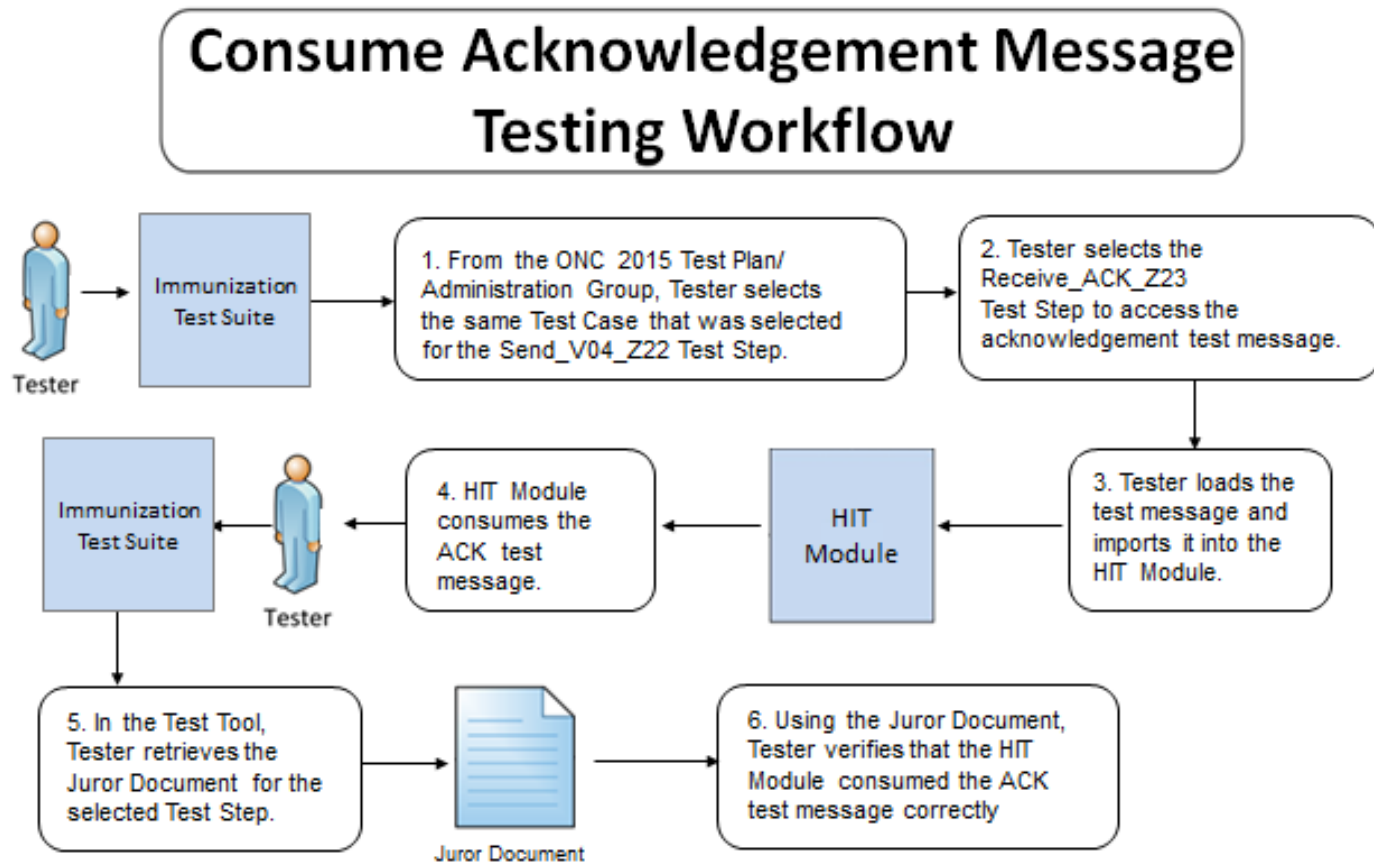 Consume Acknowledgement Message
Testing Workflow
Tester
Immunization
Test Suite
1. From the ONC 2015 Test Plan/
Administration Group, Tester selects
the same Test Case that was selected
for the Send_V04_Z22 Test Step.
2. Tester selects the
Receive_ACK_Z23
Test Step to access the
acknowledgement test message.
3. Tester loads the
test message and
imports it into the
HIT Module.
HIT
Module
4. HIT Module
consumes the
ACK test
message.
Tester
Immunization
Test Suite
5. In the Test Tool,
Tester retrieves the
Juror Document for the
selected Test Step.
Juror Document
6. Using the Juror Document,
Tester verifies that the HIT
Module consumed the ACK
test message correctly